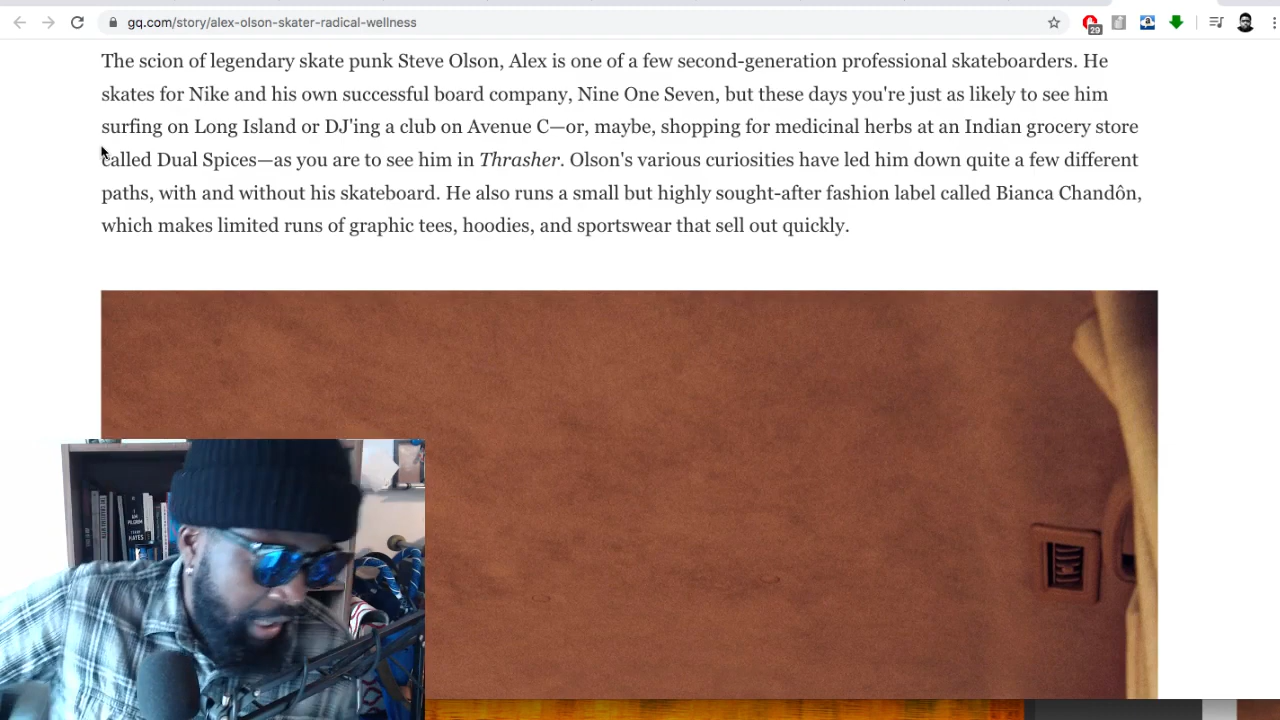 gq.com/story/alex-olson-skater-radical-wellness
29
The scion of legendary skate punk Steve Olson, Alex is one of a few second-generation professional skateboarders. He
skates for Nike and his own successful board company, Nine One Seven, but these days you're just as likely to see him
surfing on Long Island or DJ'ing a club on Avenue C—or, maybe, shopping for medicinal herbs at an Indian grocery store
called Dual Spices—as you are to see him in Thrasher. Olson's various curiosities have led him down quite a few different
paths, with and without his skateboard. He also runs a small but highly sought-after fashion label called Bianca Chandôn,
which makes limited runs of graphic tees, hoodies, and sportswear that sell out quickly.
I AM
PILGRIM
TERRY
HAYES